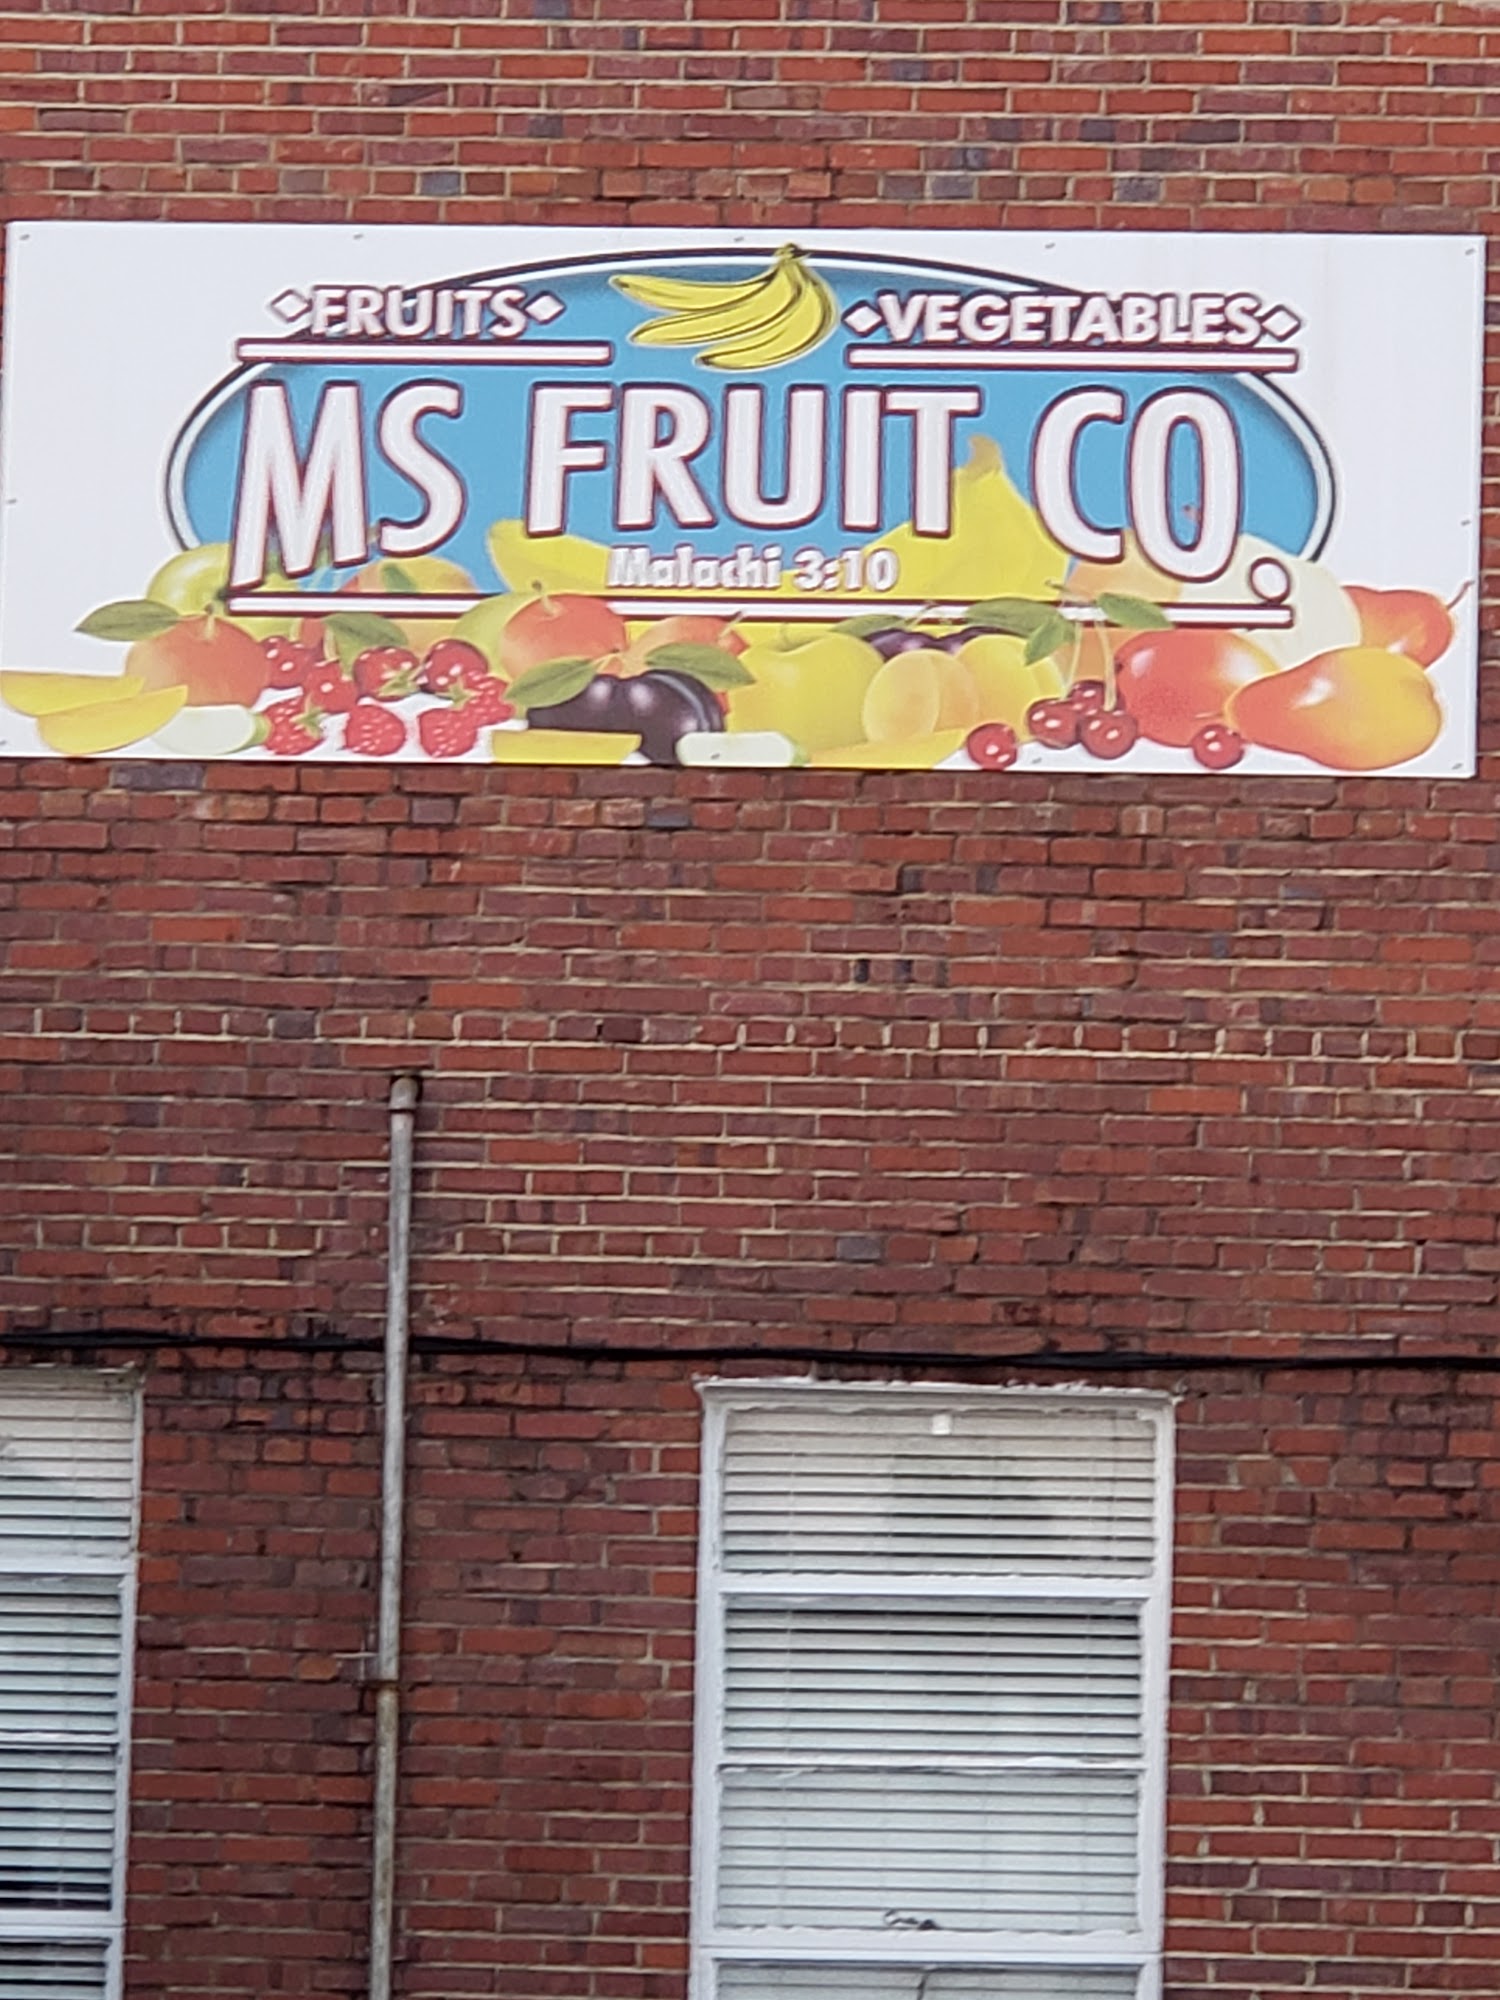 FRUITS VEGETABLES
MS FRUIT CO.
Malachi 3:10